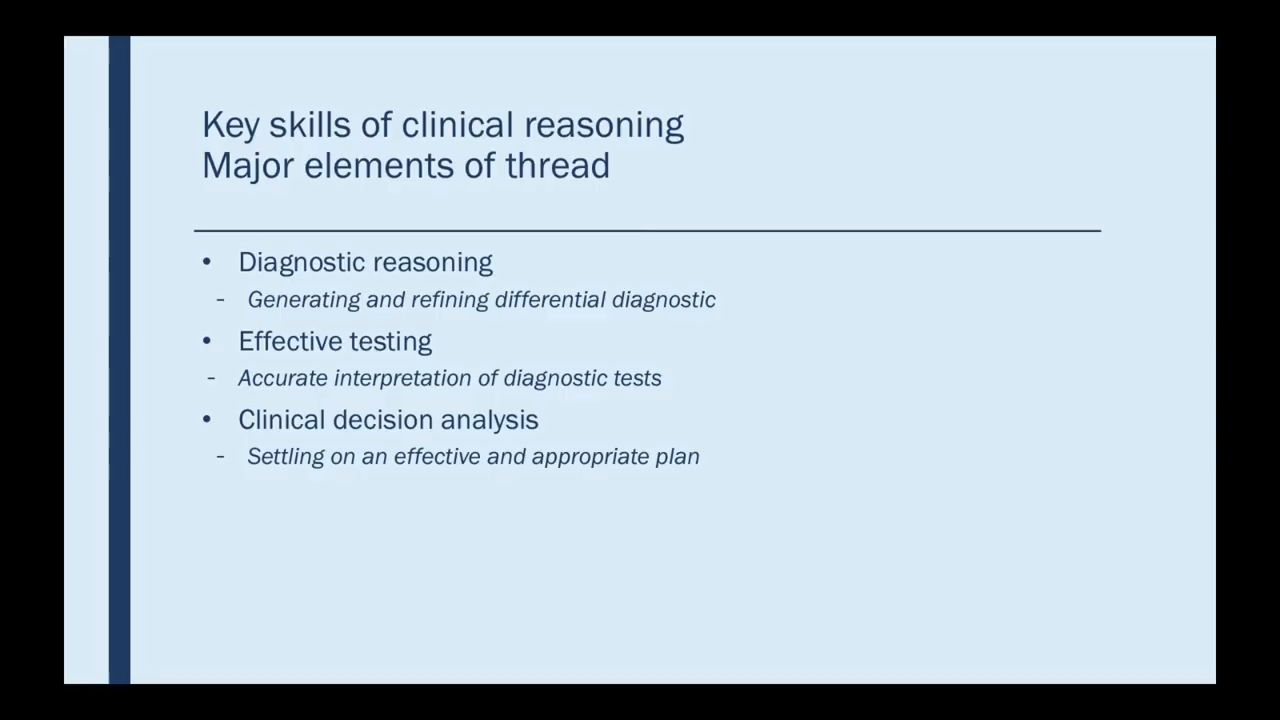 Key skills of clinical reasoning
Major elements of thread
• Diagnostic reasoning
- Generating and refining differential diagnostic
• Effective testing
- Accurate interpretation of diagnostic tests
• Clinical decision analysis
- Settling on an effective and appropriate plan